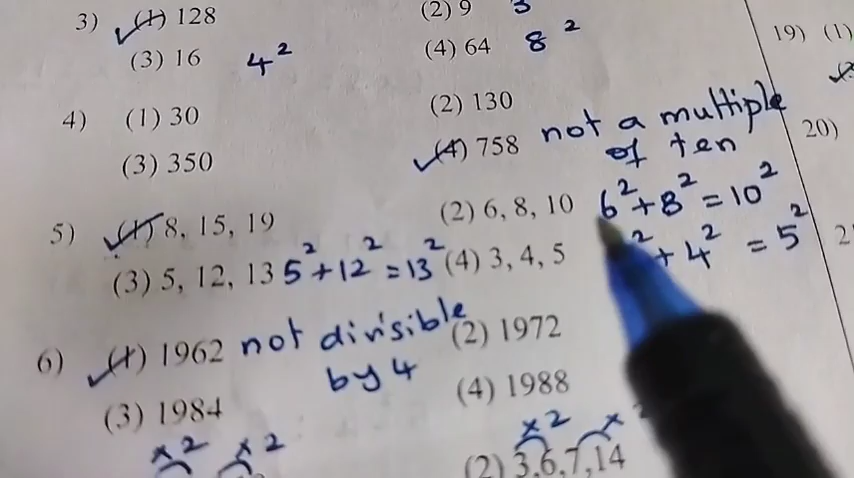 3) (1) 128 (2) 9 3
(3) 16 4² (4) 64 8²
4) (1) 30 (2) 130
(3) 350 (4) 758 not a multiple of ten
5) (1) 8, 15, 19 (2) 6, 8, 10 6²+8²=10²
(3) 5, 12, 13 5²+12²=13² (4) 3, 4, 5 ²+4²=5²
6) (1) 1962 not divisible by 4 (2) 1972
(3) 1984 (4) 1988
×2 ×2 ×2 ×
(2) 3,6,7,14
19) (1)
20)